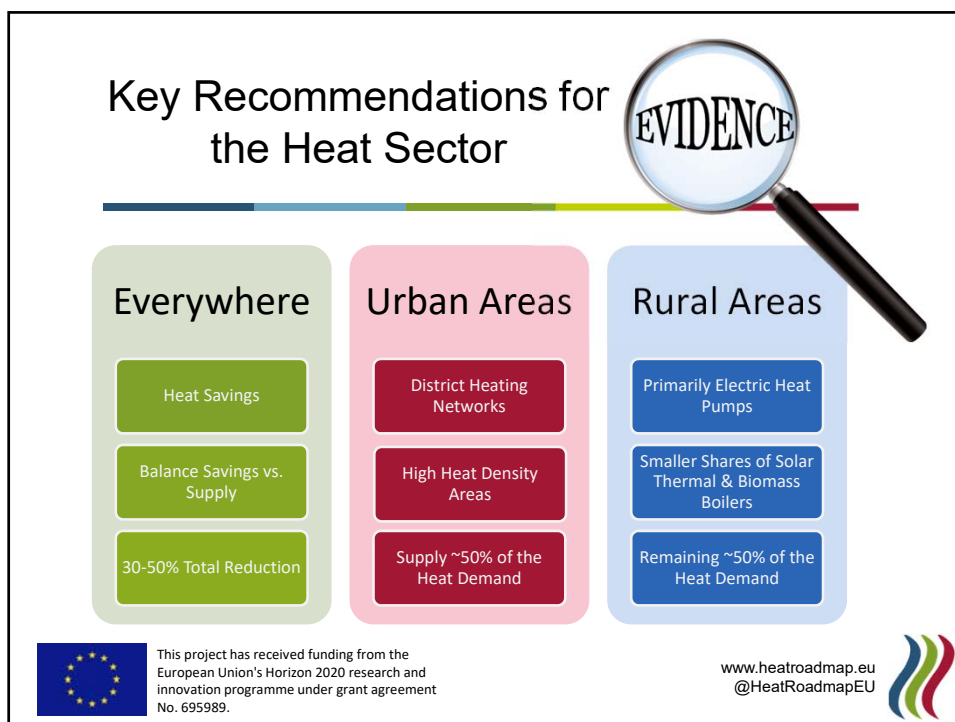 Key Recommendations for
the Heat Sector
EVIDENCE
Everywhere
Heat Savings
Balance Savings vs.
Supply
30-50% Total Reduction
Urban Areas
District Heating
Networks
High Heat Density
Areas
Supply ~50% of the
Heat Demand
Rural Areas
Primarily Electric Heat
Pumps
Smaller Shares of Solar
Thermal & Biomass
Boilers
Remaining ~50% of the
Heat Demand
This project has received funding from the
European Union's Horizon 2020 research and
innovation programme under grant agreement
No. 695989.
www.heatroadmap.eu
@HeatRoadmapEU